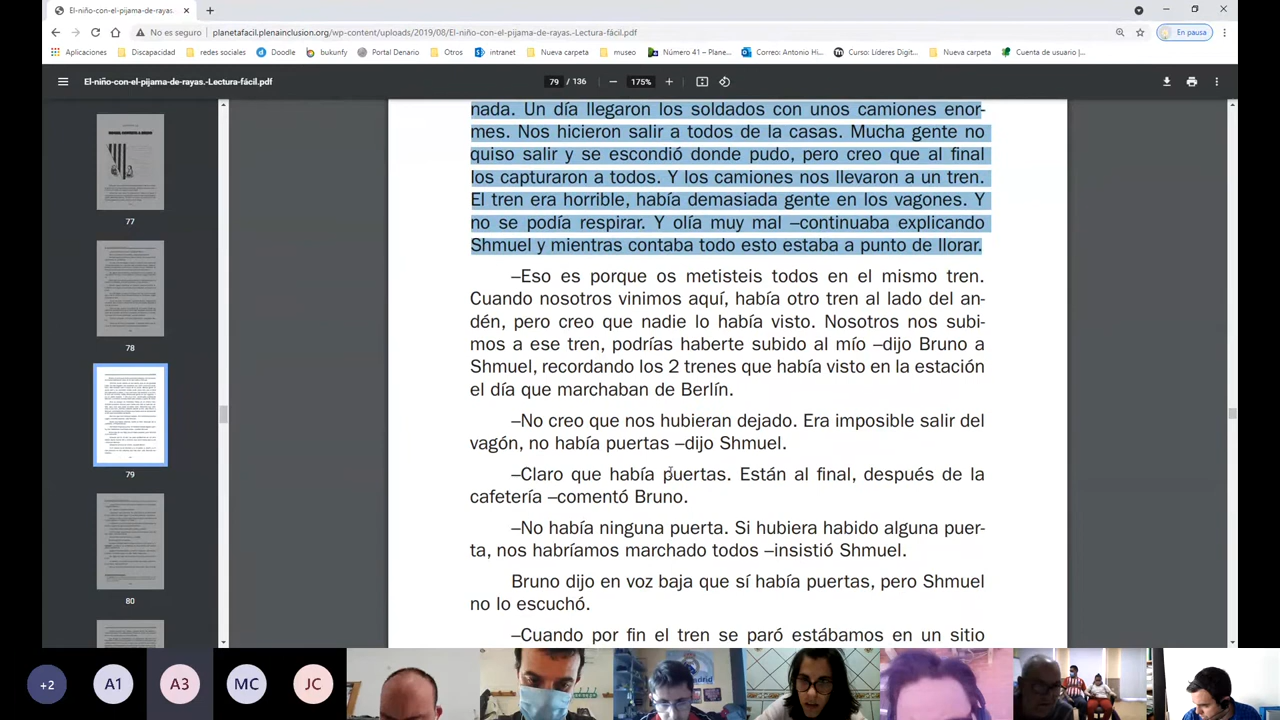 El-niño-con-el-pijama-de-rayas.
No es seguro | planetafacil.plenainclusion.org/wp-content/uploads/2019/08/El-niño-con-el-pijama-de-rayas.-Lectura-fácil.pdf
En pausa
Aplicaciones Discapacidad redes sociales Doodle bukunfy Portal Denario Otros intranet Nueva carpeta museo Número 41 – Plane... Correo: Antonio Hi... Curso: Líderes Digit... Nueva carpeta Cuenta de usuario...
El-niño-con-el-pijama-de-rayas.-Lectura-fácil.pdf
79 / 136
175%
77
78
79
80
nada. Un día llegaron los soldados con unos camiones enor-
mes. Nos hicieron salir a todos de la casas. Mucha gente no
quiso salir y se escondió donde pudo, pero creo que al final
los capturaron a todos. Y los camiones nos llevaron a un tren.
El tren era horrible, había demasiada gente en los vagones. Y
no se podía respirar. Y olía muy mal –continuaba explicando
Shmuel y mientras contaba todo esto estaba a punto de llorar.
–Eso es porque os metisteis todos en el mismo tren.
Cuando nosotros vinimos aquí, había otro tren al lado del an-
dén, pero creo que nadie lo había visto. Nosotros nos subi-
mos a ese tren, podrías haberte subido al mío –dijo Bruno a
Shmuel, recordando los 2 trenes que había visto en la estación
el día que marchaban de Berlín.
–No creo que nos hubieran dejado. Era imposible salir del
vagón, no había puertas –dijo Shmuel.
–Claro que había puertas. Están al final, después de la
cafetería –comentó Bruno.
–No había ninguna puerta. Si hubiera habido alguna puer-
ta, nos habríamos marchado todos –insistió Shmuel.
Bruno dijo en voz baja que sí había puertas, pero Shmuel
no lo escuchó.
–Cuando por fin el tren se paró estábamos en un sitio
+2
A1
A3
MC
JC